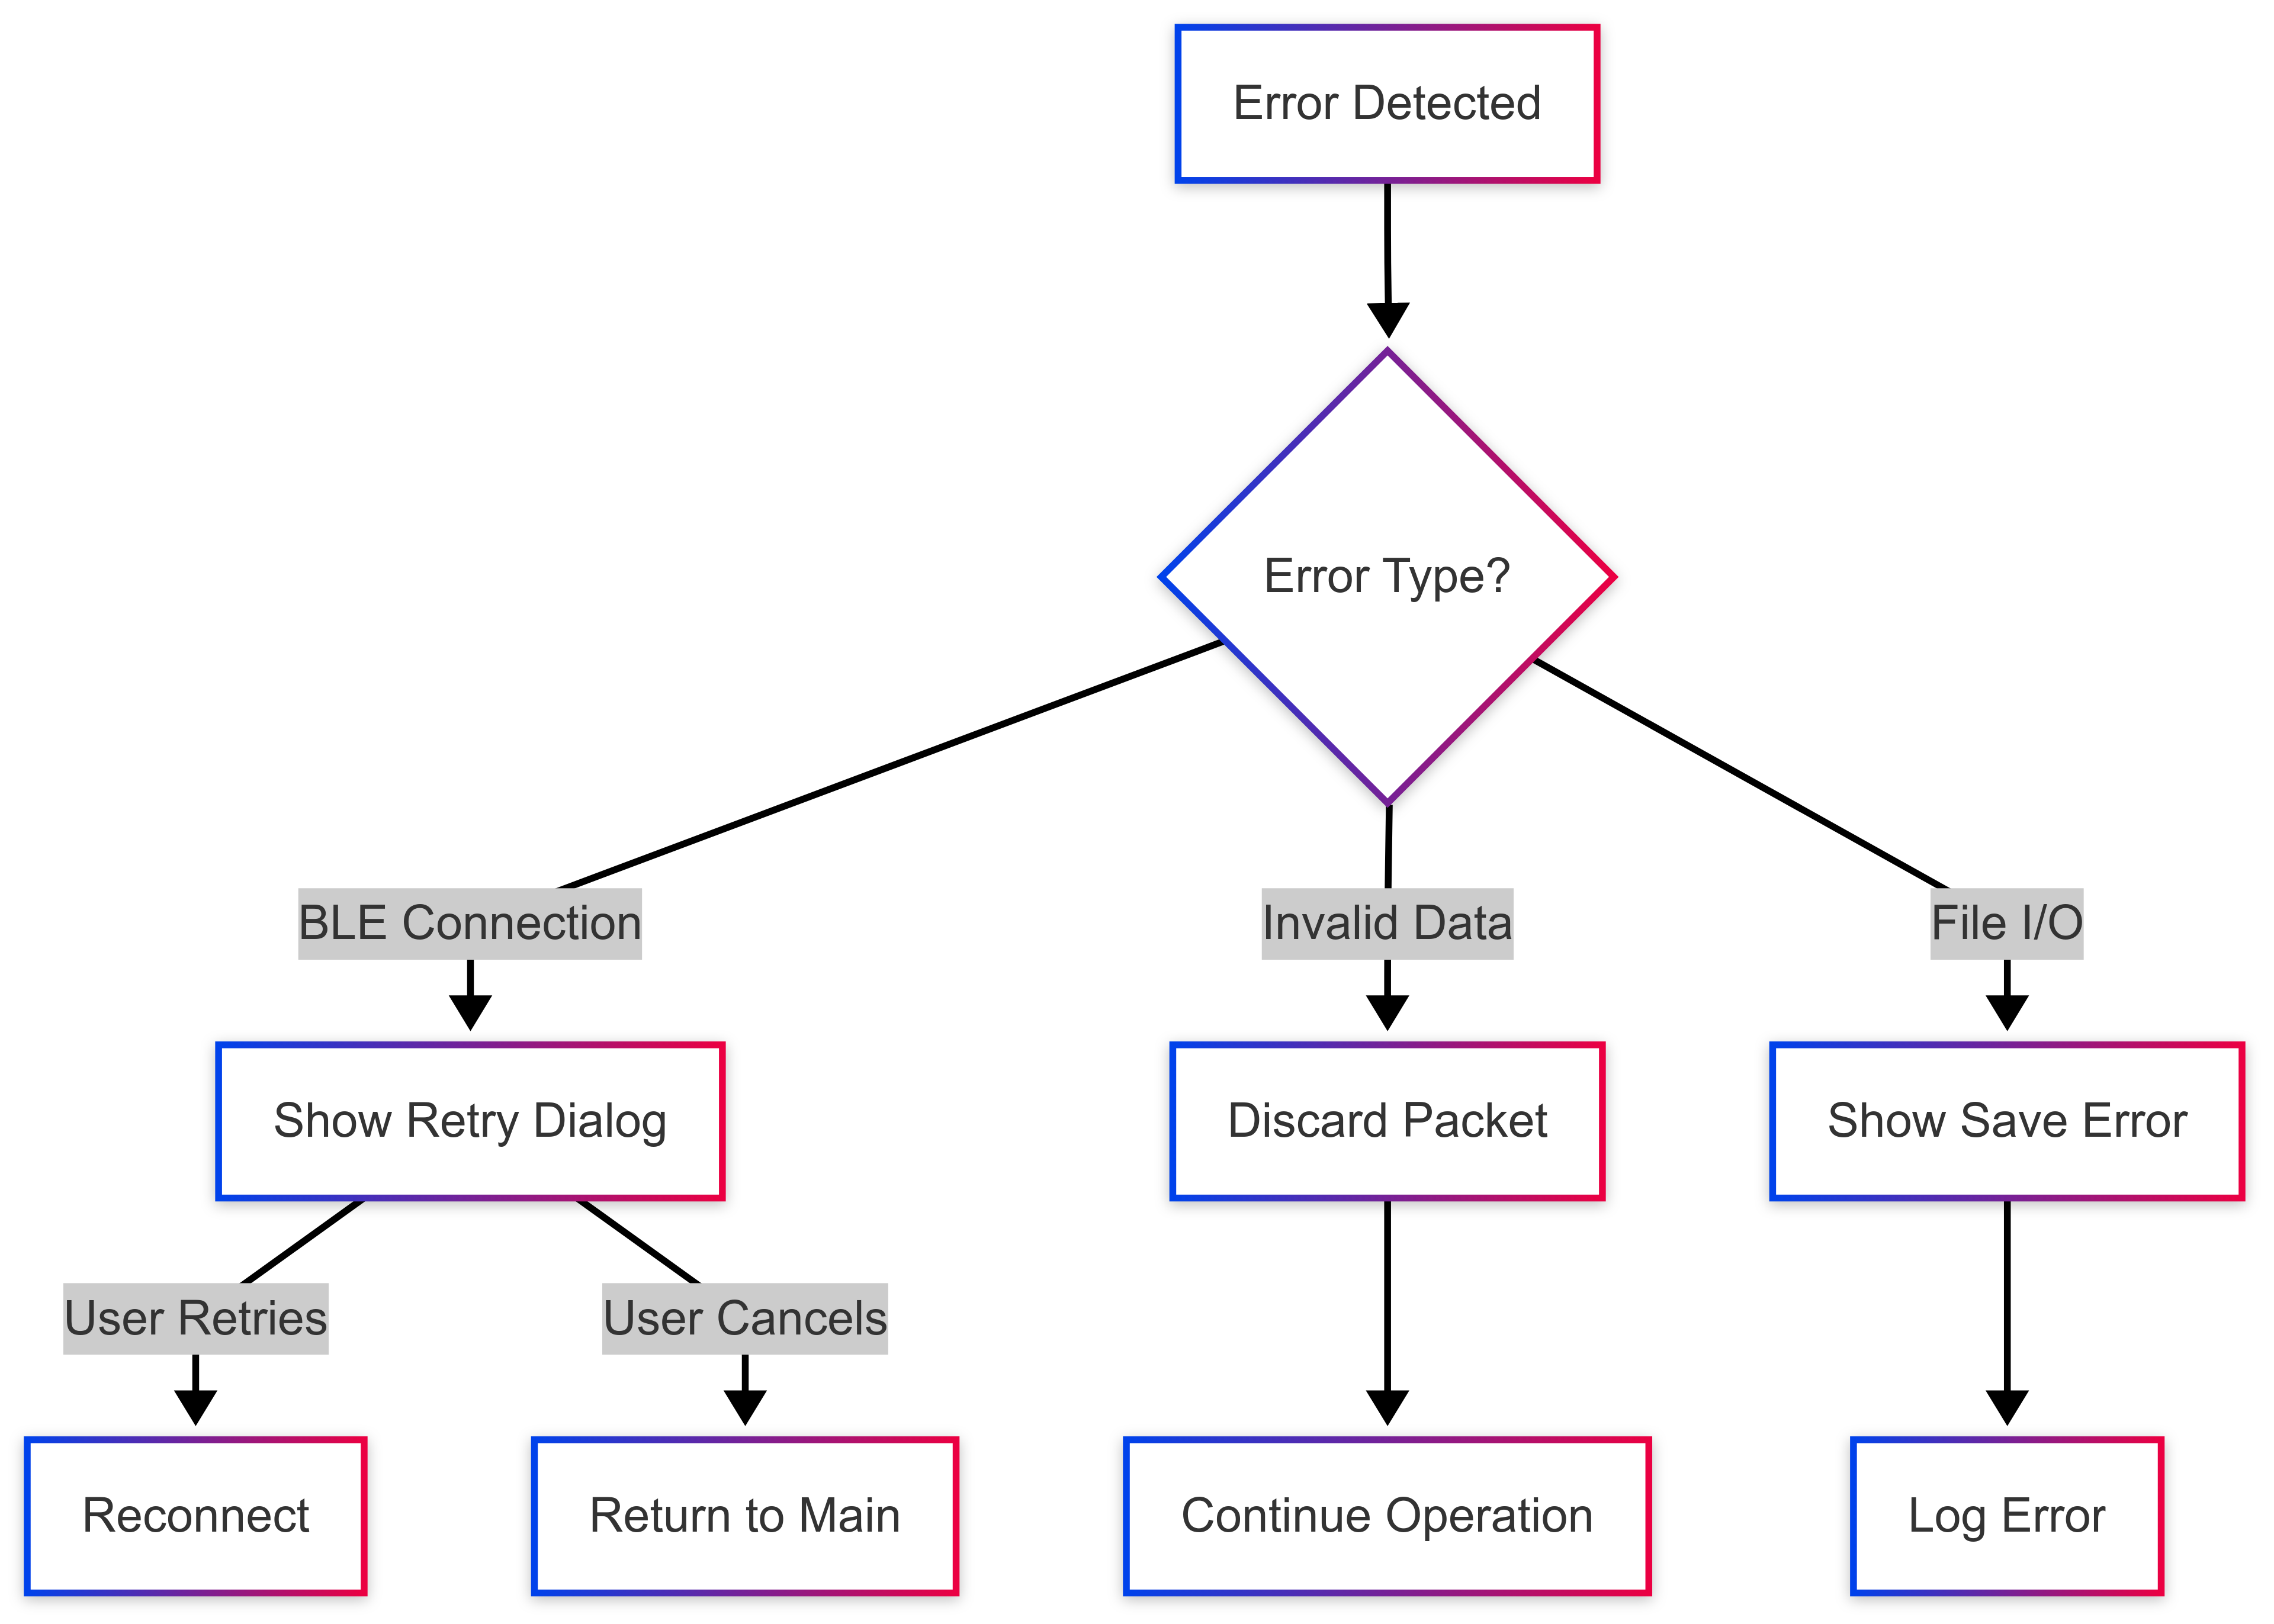 Error Detected
Error Type?
BLE Connection
Invalid Data
File I/O
Show Retry Dialog
Discard Packet
Show Save Error
User Retries
User Cancels
Reconnect
Return to Main
Continue Operation
Log Error